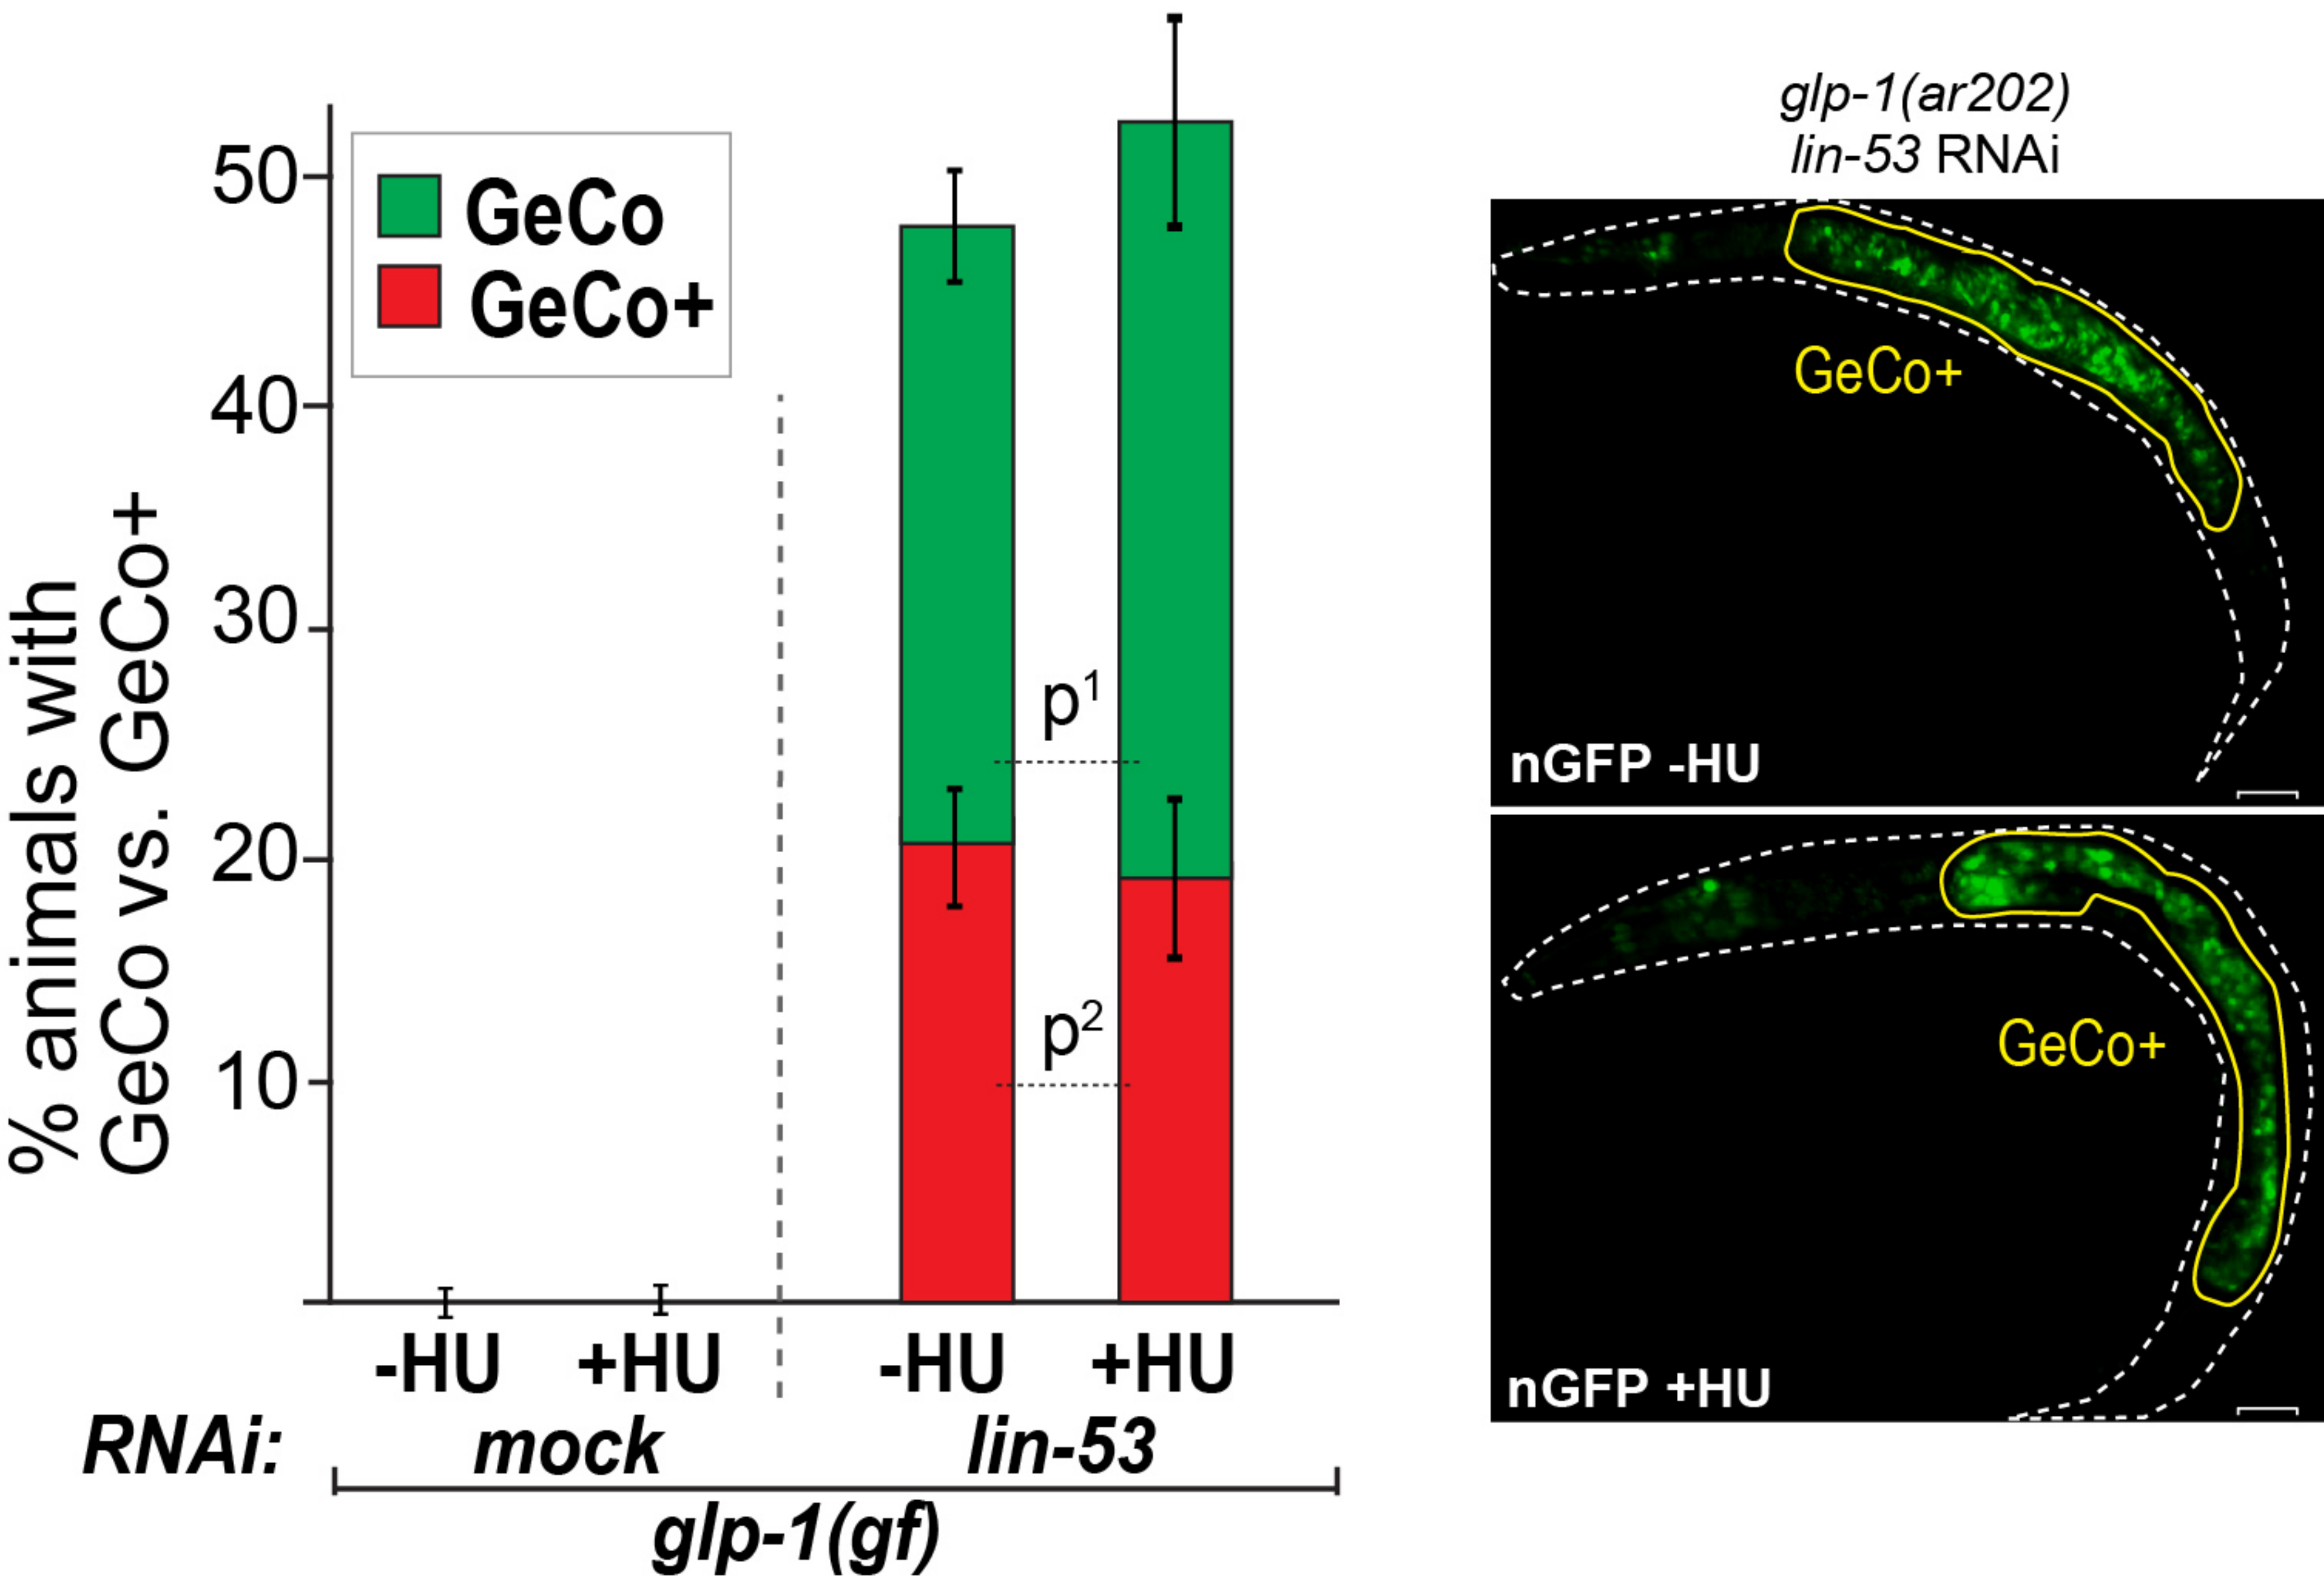 % animals with
GeCo vs. GeCo+
50
40
30
20
10
GeCo
GeCo+
p¹
p²
-HU +HU -HU +HU
RNAi: mock lin-53
glp-1(gf)
glp-1(ar202)
lin-53 RNAi
GeCo+
nGFP -HU
GeCo+
nGFP +HU